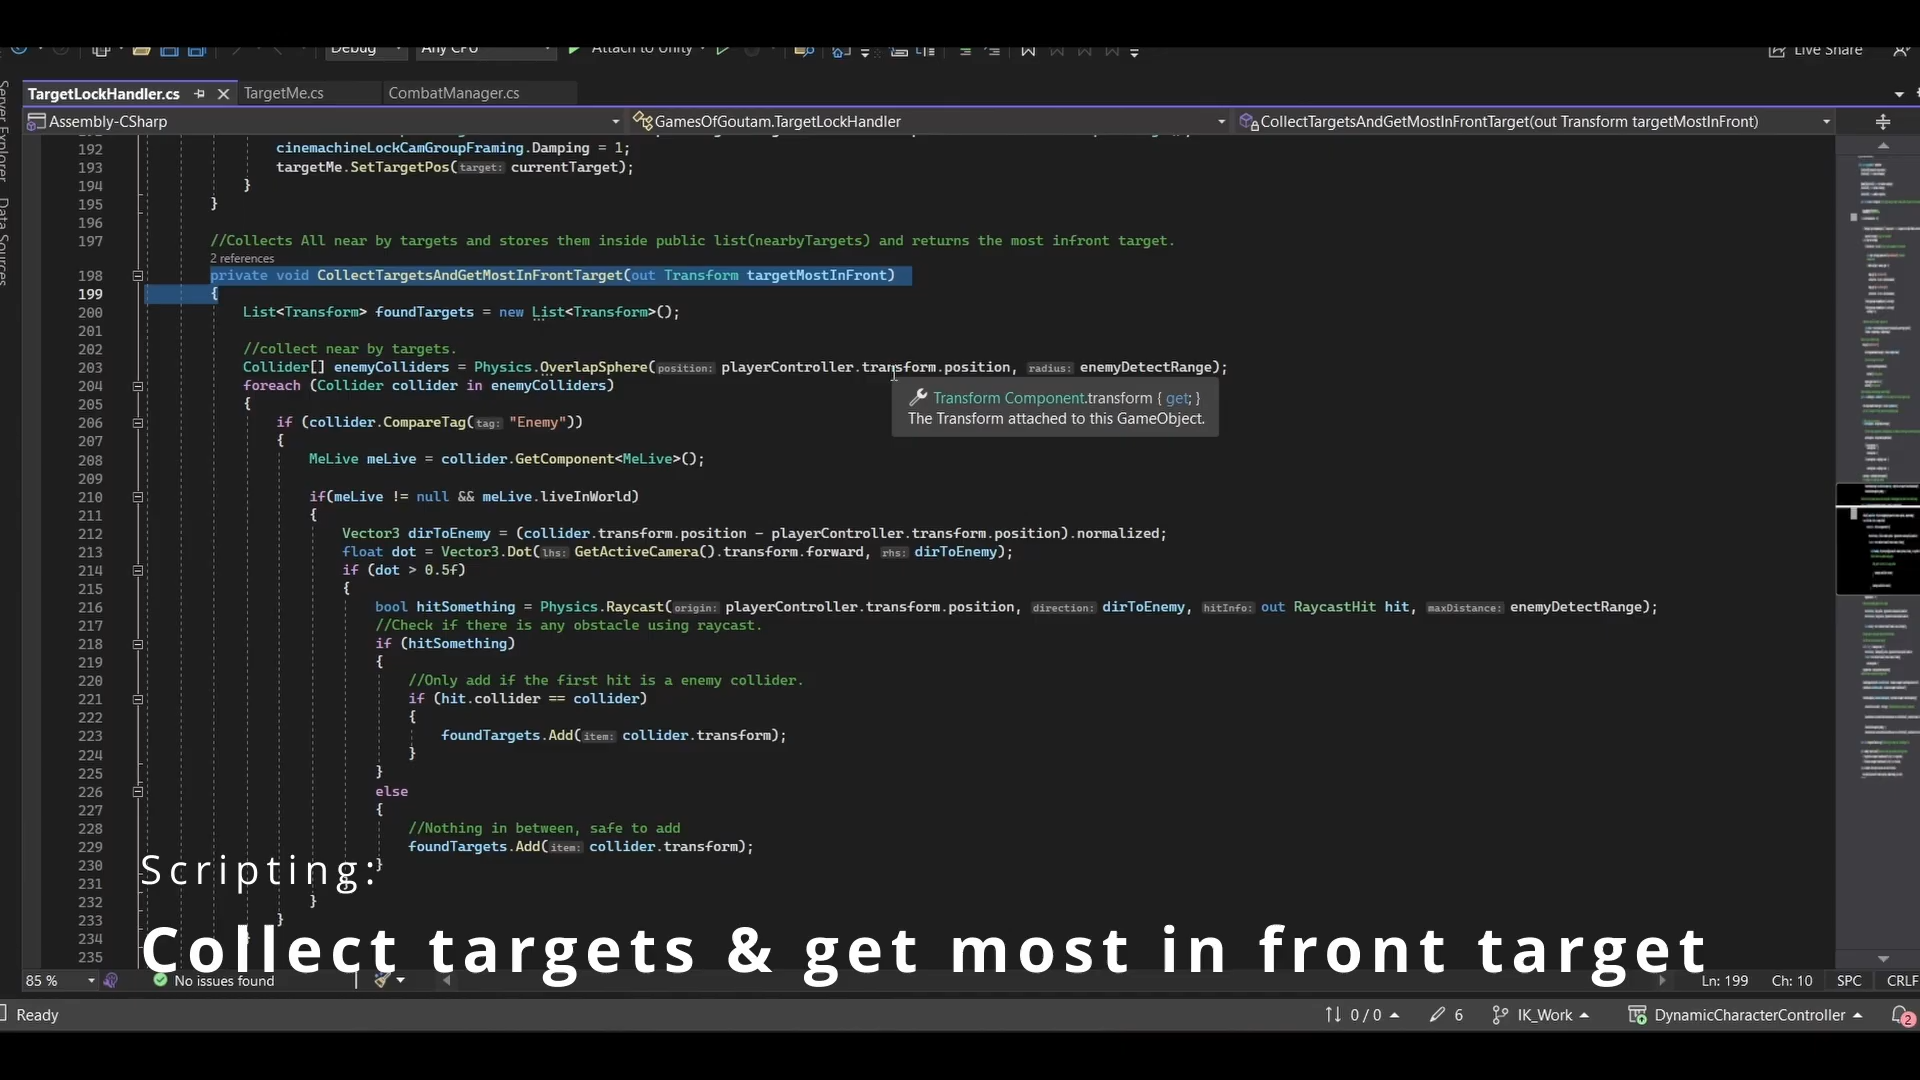 Debug Any CPU Attach to Unity Live Share
Server Explorer
Data Sources
TargetLockHandler.cs TargetMe.cs CombatManager.cs
Assembly-CSharp GamesOfGoutam.TargetLockHandler CollectTargetsAndGetMostInFrontTarget(out Transform targetMostInFront)
192 cinemachineLockCamGroupFraming.Damping = 1;
193 targetMe.SetTargetPos(target: currentTarget);
194 }
195 }
196
197 //Collects All near by targets and stores them inside public list(nearbyTargets) and returns the most infront target.
2 references
198 private void CollectTargetsAndGetMostInFrontTarget(out Transform targetMostInFront)
199 {
200 List<Transform> foundTargets = new List<Transform>();
201
202 //collect near by targets.
203 Collider[] enemyColliders = Physics.OverlapSphere(position: playerController.transform.position, radius: enemyDetectRange);
204 foreach (Collider collider in enemyColliders)
205 {
206 if (collider.CompareTag(tag: "Enemy"))
207 {
208 MeLive meLive = collider.GetComponent<MeLive>();
209
210 if(meLive != null && meLive.liveInWorld)
211 {
212 Vector3 dirToEnemy = (collider.transform.position - playerController.transform.position).normalized;
213 float dot = Vector3.Dot(lhs: GetActiveCamera().transform.forward, rhs: dirToEnemy);
214 if (dot > 0.5f)
215 {
216 bool hitSomething = Physics.Raycast(origin: playerController.transform.position, direction: dirToEnemy, hitInfo: out RaycastHit hit, maxDistance: enemyDetectRange);
217 //Check if there is any obstacle using raycast.
218 if (hitSomething)
219 {
220 //Only add if the first hit is a enemy collider.
221 if (hit.collider == collider)
222 {
223 foundTargets.Add(item: collider.transform);
224 }
225 }
226 else
227 {
228 //Nothing in between, safe to add
229 foundTargets.Add(item: collider.transform);
230 }
231
232 }
233 }
234
235
Transform Component.transform { get; }
The Transform attached to this GameObject.
Scripting:
Collect targets & get most in front target
85 % No issues found Ln: 199 Ch: 10 SPC CRLF
Ready 0 / 0 6 IK_Work DynamicCharacterController 2